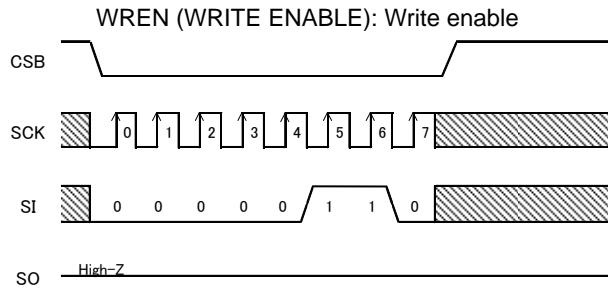 WREN (WRITE ENABLE): Write enable
CSB
SCK 0 1 2 3 4 5 6 7
SI 0 0 0 0 0 1 1 0
High-Z
SO